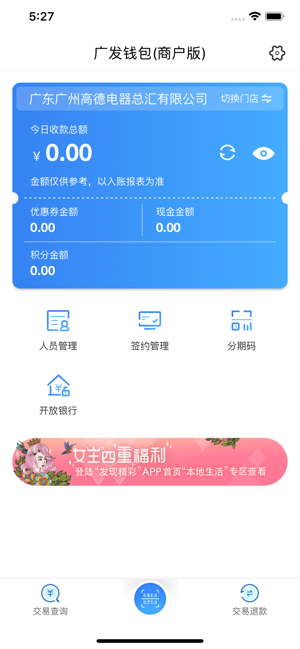 5:27
广发钱包(商户版)
广东广州高德电器总汇有限公司 切换门店
今日收款总额
¥ 0.00
金额仅供参考，以入账报表为准
优惠券金额 现金金额
0.00 0.00
积分金额
0.00
人员管理 签约管理 分期码
开放银行
女生四重福利
登陆“发现精彩”APP首页“本地生活”专区查看
交易查询 交易退款